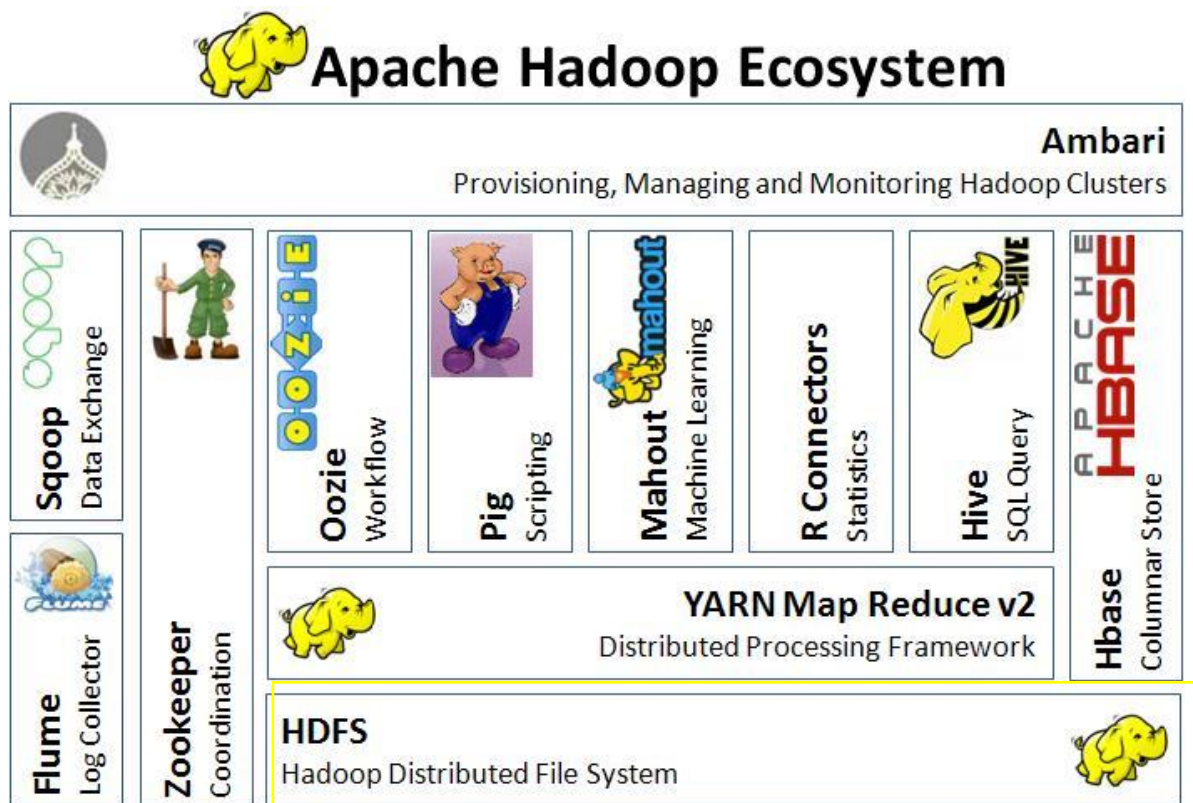 Apache Hadoop Ecosystem
Ambari
Provisioning, Managing and Monitoring Hadoop Clusters
sqoop
Sqoop
Data Exchange
FLUME
Flume
Log Collector
Zookeeper
Coordination
OOZIE
Oozie
Workflow
Pig
Scripting
mahout
Mahout
Machine Learning
R Connectors
Statistics
HIVE
Hive
SQL Query
APACHE
HBASE
Hbase
Columnar Store
YARN Map Reduce v2
Distributed Processing Framework
HDFS
Hadoop Distributed File System